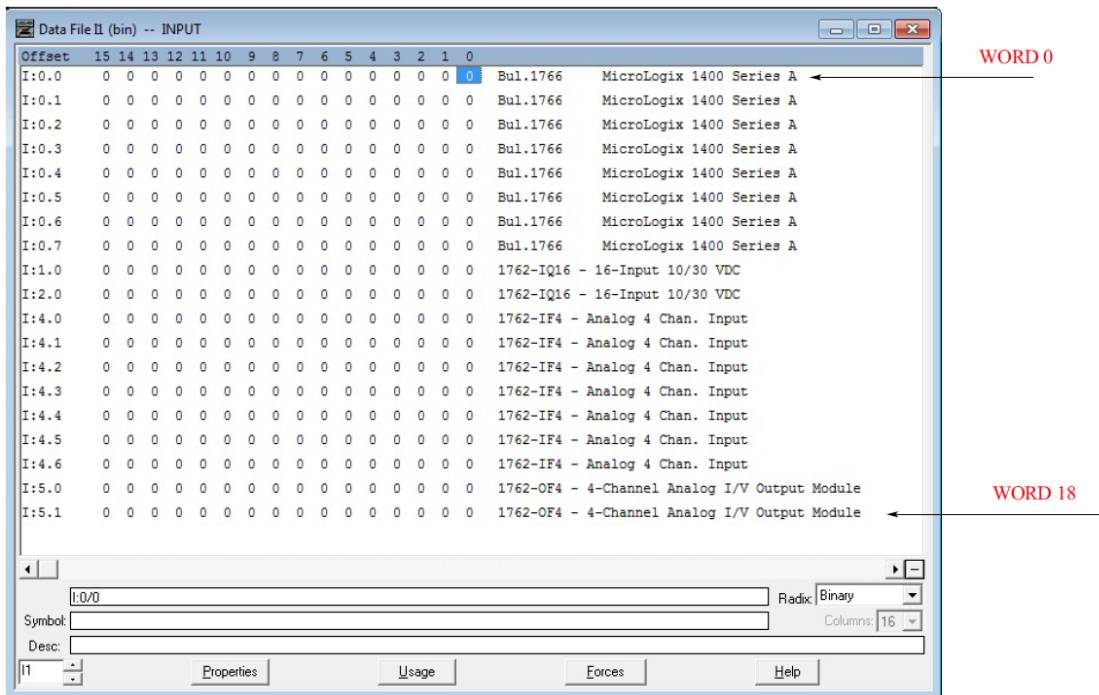 Data File I1 (bin) -- INPUT
Offset 15 14 13 12 11 10 9 8 7 6 5 4 3 2 1 0
WORD 0
I:0.0 0 0 0 0 0 0 0 0 0 0 0 0 0 0 0 0 Bul.1766 MicroLogix 1400 Series A
I:0.1 0 0 0 0 0 0 0 0 0 0 0 0 0 0 0 0 Bul.1766 MicroLogix 1400 Series A
I:0.2 0 0 0 0 0 0 0 0 0 0 0 0 0 0 0 0 Bul.1766 MicroLogix 1400 Series A
I:0.3 0 0 0 0 0 0 0 0 0 0 0 0 0 0 0 0 Bul.1766 MicroLogix 1400 Series A
I:0.4 0 0 0 0 0 0 0 0 0 0 0 0 0 0 0 0 Bul.1766 MicroLogix 1400 Series A
I:0.5 0 0 0 0 0 0 0 0 0 0 0 0 0 0 0 0 Bul.1766 MicroLogix 1400 Series A
I:0.6 0 0 0 0 0 0 0 0 0 0 0 0 0 0 0 0 Bul.1766 MicroLogix 1400 Series A
I:0.7 0 0 0 0 0 0 0 0 0 0 0 0 0 0 0 0 Bul.1766 MicroLogix 1400 Series A
I:1.0 0 0 0 0 0 0 0 0 0 0 0 0 0 0 0 0 1762-IQ16 - 16-Input 10/30 VDC
I:2.0 0 0 0 0 0 0 0 0 0 0 0 0 0 0 0 0 1762-IQ16 - 16-Input 10/30 VDC
I:4.0 0 0 0 0 0 0 0 0 0 0 0 0 0 0 0 0 1762-IF4 - Analog 4 Chan. Input
I:4.1 0 0 0 0 0 0 0 0 0 0 0 0 0 0 0 0 1762-IF4 - Analog 4 Chan. Input
I:4.2 0 0 0 0 0 0 0 0 0 0 0 0 0 0 0 0 1762-IF4 - Analog 4 Chan. Input
I:4.3 0 0 0 0 0 0 0 0 0 0 0 0 0 0 0 0 1762-IF4 - Analog 4 Chan. Input
I:4.4 0 0 0 0 0 0 0 0 0 0 0 0 0 0 0 0 1762-IF4 - Analog 4 Chan. Input
I:4.5 0 0 0 0 0 0 0 0 0 0 0 0 0 0 0 0 1762-IF4 - Analog 4 Chan. Input
I:4.6 0 0 0 0 0 0 0 0 0 0 0 0 0 0 0 0 1762-IF4 - Analog 4 Chan. Input
I:5.0 0 0 0 0 0 0 0 0 0 0 0 0 0 0 0 0 1762-OF4 - 4-Channel Analog I/V Output Module
WORD 18
I:5.1 0 0 0 0 0 0 0 0 0 0 0 0 0 0 0 0 1762-OF4 - 4-Channel Analog I/V Output Module
I:0/0 Radix: Binary
Symbol: Columns: 16
Desc:
I1 Properties Usage Forces Help